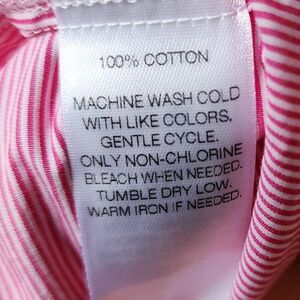 100% COTTON
MACHINE WASH COLD
WITH LIKE COLORS,
GENTLE CYCLE.
ONLY NON-CHLORINE
BLEACH WHEN NEEDED.
TUMBLE DRY LOW.
WARM IRON IF NEEDED.